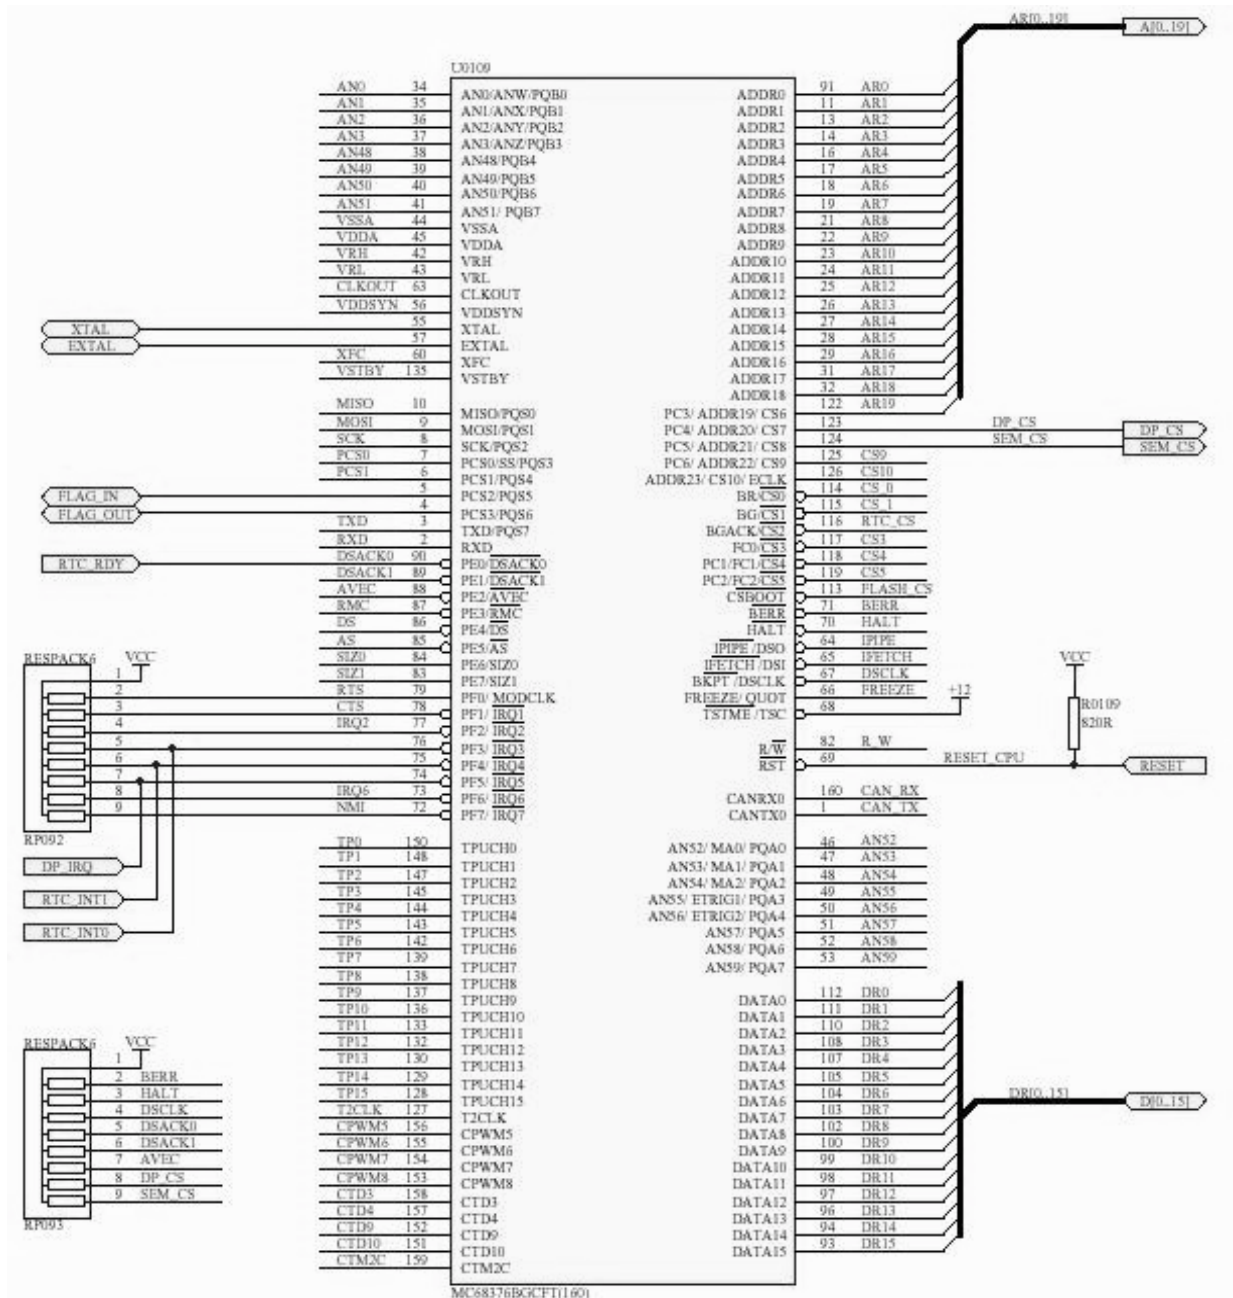 AR[0..19]
A[0..19]
U0109
AN0 34 AN0/ANW/PQB0 ADDR0 91 AR0
AN1 35 AN1/ANX/PQB1 ADDR1 11 AR1
AN2 36 AN2/ANY/PQB2 ADDR2 13 AR2
AN3 37 AN3/ANZ/PQB3 ADDR3 14 AR3
AN48 38 AN48/PQB4 ADDR4 16 AR4
AN49 39 AN49/PQB5 ADDR5 17 AR5
AN50 40 AN50/PQB6 ADDR6 18 AR6
AN51 41 AN51/ PQB7 ADDR7 19 AR7
VSSA 44 VSSA ADDR8 21 AR8
VDDA 45 VDDA ADDR9 22 AR9
VRH 42 VRH ADDR10 23 AR10
VRL 43 VRL ADDR11 24 AR11
CLKOUT 63 CLKOUT ADDR12 25 AR12
VDDSYN 56 VDDSYN ADDR13 26 AR13
XTAL 55 XTAL ADDR14 27 AR14
EXTAL 57 EXTAL ADDR15 28 AR15
XFC 60 XFC ADDR16 29 AR16
VSTBY 135 VSTBY ADDR17 31 AR17
ADDR18 32 AR18
MISO 10 MISO/PQS0 PC3/ ADDR19/ CS6 122 AR19
MOSI 9 MOSI/PQS1 PC4/ ADDR20/ CS7 123 DP_CS DP_CS
SCK 8 SCK/PQS2 PC5/ ADDR21/ CS8 124 SEM_CS SEM_CS
PCS0 7 PCS0/SS/PQS3 PC6/ ADDR22/ CS9 125 CS9
PCS1 6 PCS1/PQS4 ADDR23/ CS10/ ECLK 126 CS10
FLAG_IN 5 PCS2/PQS5 BR/CS0 114 CS_0
FLAG_OUT 4 PCS3/PQS6 BG/CS1 115 CS_1
TXD 3 TXD/PQS7 BGACK/CS2 116 RTC_CS
RXD 2 RXD FC0/CS3 117 CS3
RTC_RDY DSACK0 90 PE0/DSACK0 PC1/FC1/CS4 118 CS4
DSACK1 89 PE1/DSACK1 PC2/FC2/CS5 119 CS5
AVEC 88 PE2/AVEC CSBOOT 113 FLASH_CS
RMC 87 PE3/RMC BERR 71 BERR
DS 86 PE4/DS HALT 70 HALT
AS 85 PE5/AS IPIPE /DSO 64 IPIPE
SIZ0 84 PE6/SIZ0 IFETCH /DSI 65 IFETCH
SIZ1 83 PE7/SIZ1 BKPT /DSCLK 67 DSCLK
RTS 79 PF0/ MODCLK FREEZE/ QUOT 66 FREEZE
CTS 78 PF1/ IRQ1 TSTME /TSC 68 +12
IRQ2 77 PF2/ IRQ2
76 PF3/ IRQ3 R/W 82 R_W
75 PF4/ IRQ4 RST 69 RESET_CPU RESET
74 PF5/ IRQ5
IRQ6 73 PF6/ IRQ6 CANRX0 160 CAN_RX
NMI 72 PF7/ IRQ7 CANTX0 1 CAN_TX
VCC
R0109
820R
RESPACK6
VCC
1
2
3
4
5
6
7
8
9
RP092
DP_IRQ
RTC_INT1
RTC_INT0
TP0 150 TPUCH0 AN52/ MA0/ PQA0 46 AN52
TP1 148 TPUCH1 AN53/ MA1/ PQA1 47 AN53
TP2 147 TPUCH2 AN54/ MA2/ PQA2 48 AN54
TP3 145 TPUCH3 AN55/ ETRIG1/ PQA3 49 AN55
TP4 144 TPUCH4 AN56/ ETRIG2/ PQA4 50 AN56
TP5 143 TPUCH5 AN57/ PQA5 51 AN57
TP6 142 TPUCH6 AN58/ PQA6 52 AN58
TP7 139 TPUCH7 AN59/ PQA7 53 AN59
TP8 138 TPUCH8
TP9 137 TPUCH9 DATA0 112 DR0
TP10 136 TPUCH10 DATA1 111 DR1
TP11 133 TPUCH11 DATA2 110 DR2
TP12 132 TPUCH12 DATA3 108 DR3
TP13 130 TPUCH13 DATA4 107 DR4
TP14 129 TPUCH14 DATA5 105 DR5
TP15 128 TPUCH15 DATA6 104 DR6
T2CLK 127 T2CLK DATA7 103 DR7
CPWM5 156 CPWM5 DATA8 102 DR8
CPWM6 155 CPWM6 DATA9 100 DR9
CPWM7 154 CPWM7 DATA10 99 DR10
CPWM8 153 CPWM8 DATA11 98 DR11
CTD3 158 CTD3 DATA12 97 DR12
CTD4 157 CTD4 DATA13 96 DR13
CTD9 152 CTD9 DATA14 94 DR14
CTD10 151 CTD10 DATA15 93 DR15
CTM2C 159 CTM2C
DR[0..15]
D[0..15]
RESPACK6
VCC
1
2 BERR
3 HALT
4 DSCLK
5 DSACK0
6 DSACK1
7 AVEC
8 DP_CS
9 SEM_CS
RP093
MC68376BGCFT(160)